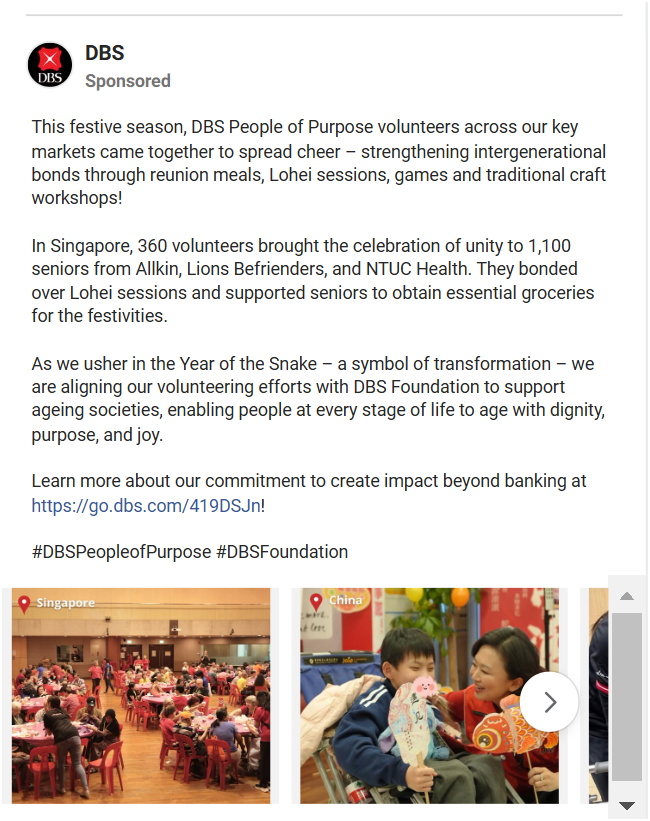 DBS
DBS
Sponsored
This festive season, DBS People of Purpose volunteers across our key
markets came together to spread cheer – strengthening intergenerational
bonds through reunion meals, Lohei sessions, games and traditional craft
workshops!
In Singapore, 360 volunteers brought the celebration of unity to 1,100
seniors from Allkin, Lions Befrienders, and NTUC Health. They bonded
over Lohei sessions and supported seniors to obtain essential groceries
for the festivities.
As we usher in the Year of the Snake – a symbol of transformation – we
are aligning our volunteering efforts with DBS Foundation to support
ageing societies, enabling people at every stage of life to age with dignity,
purpose, and joy.
Learn more about our commitment to create impact beyond banking at
https://go.dbs.com/419DSJn!
#DBSPeopleofPurpose #DBSFoundation
Singapore
China